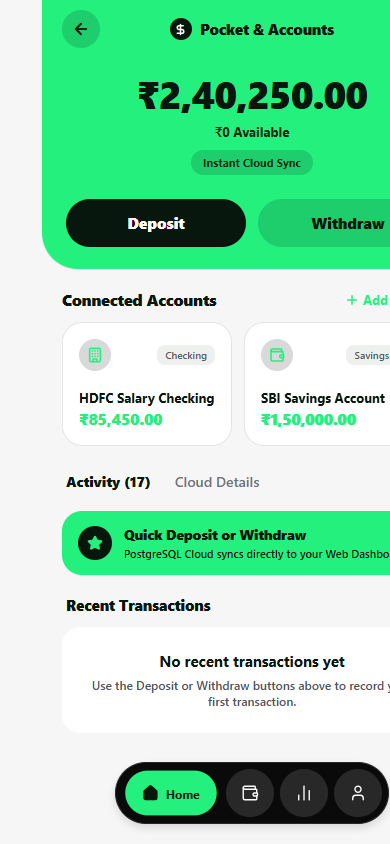 $ Pocket & Accounts
₹2,40,250.00
₹0 Available
Instant Cloud Sync
Deposit Withdraw
Connected Accounts + Add
Checking Savings
HDFC Salary Checking SBI Savings Account
₹85,450.00 ₹1,50,000.00
Activity (17) Cloud Details
Quick Deposit or Withdraw
PostgreSQL Cloud syncs directly to your Web
Recent Transactions
No recent transactions yet
Use the Deposit or Withdraw buttons above to record
first transaction.
Home